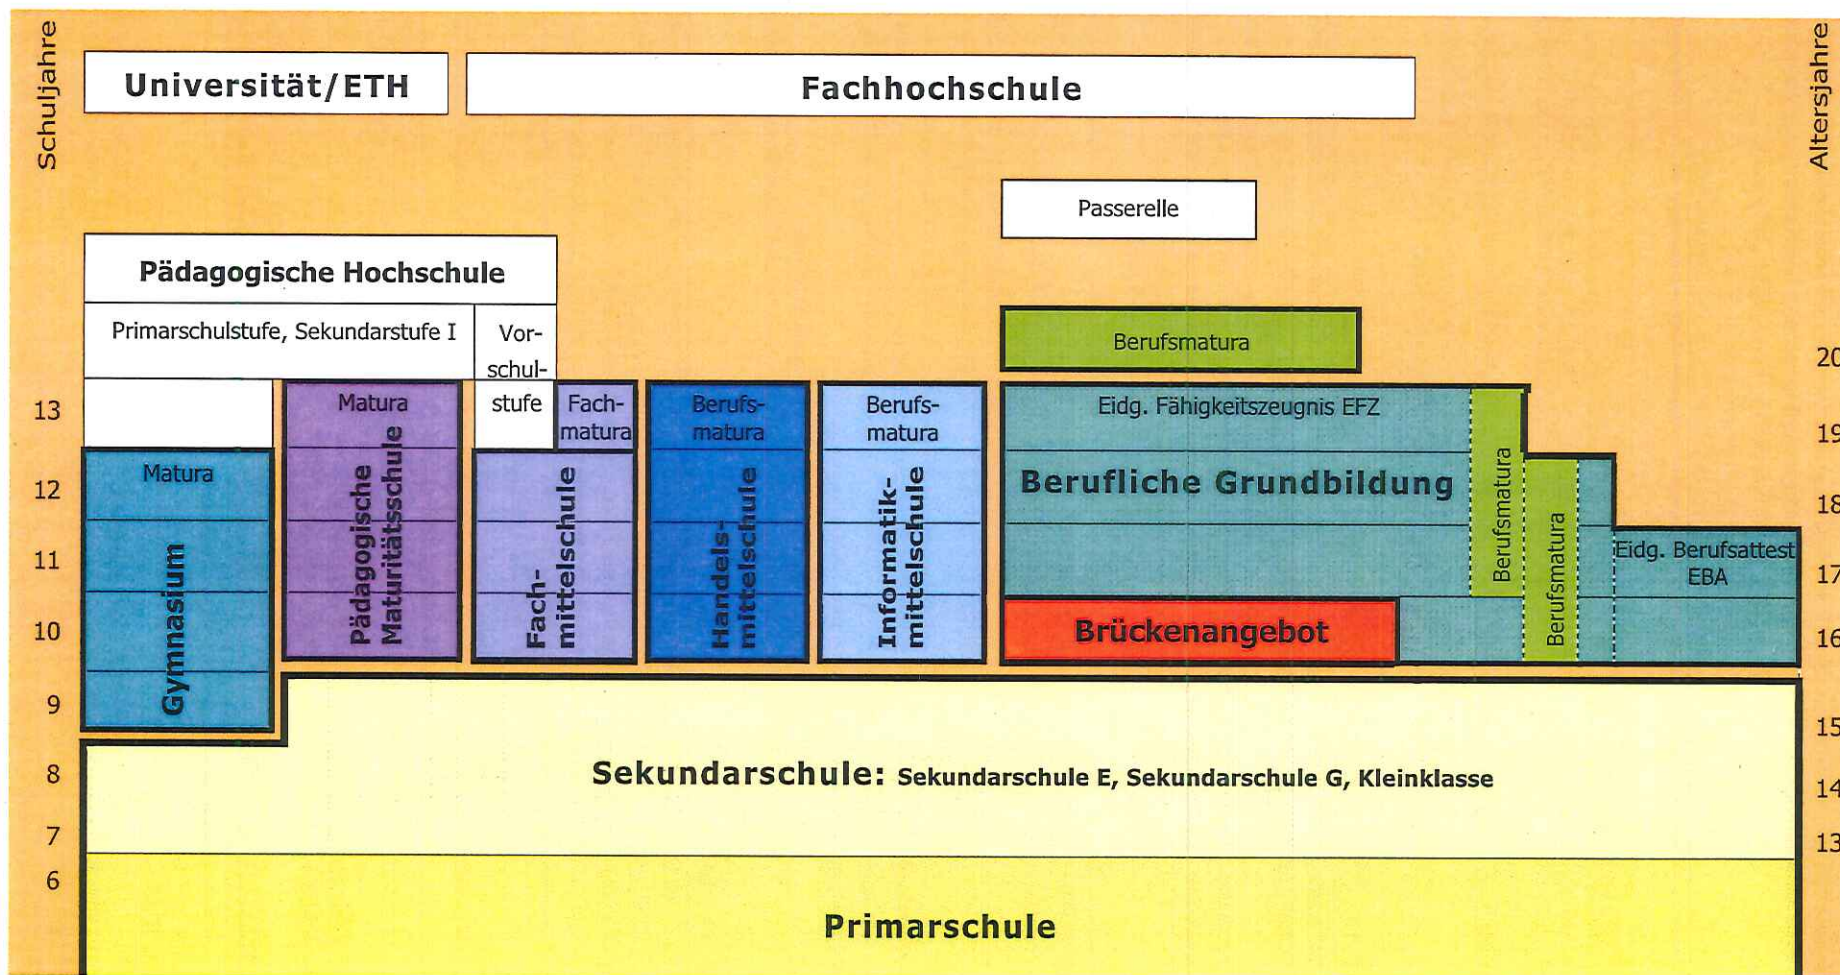 Schuljahre
Altersjahre
Universität/ETH
Fachhochschule
Passerelle
Pädagogische Hochschule
Primarschulstufe, Sekundarstufe I
Vor-
schul-
stufe
Berufsmatura
20
13
Matura
Fach-
matura
Berufs-
matura
Berufs-
matura
Eidg. Fähigkeitszeugnis EFZ
19
Matura
12
Berufliche Grundbildung
18
Gymnasium
Pädagogische
Maturitätsschule
Fach-
mittelschule
Handels-
mittelschule
Informatik-
mittelschule
Berufsmatura
Berufsmatura
11
Eidg. Berufsattest
EBA
17
10
Brückenangebot
16
9
15
8
Sekundarschule: Sekundarschule E, Sekundarschule G, Kleinklasse
14
7
13
6
Primarschule